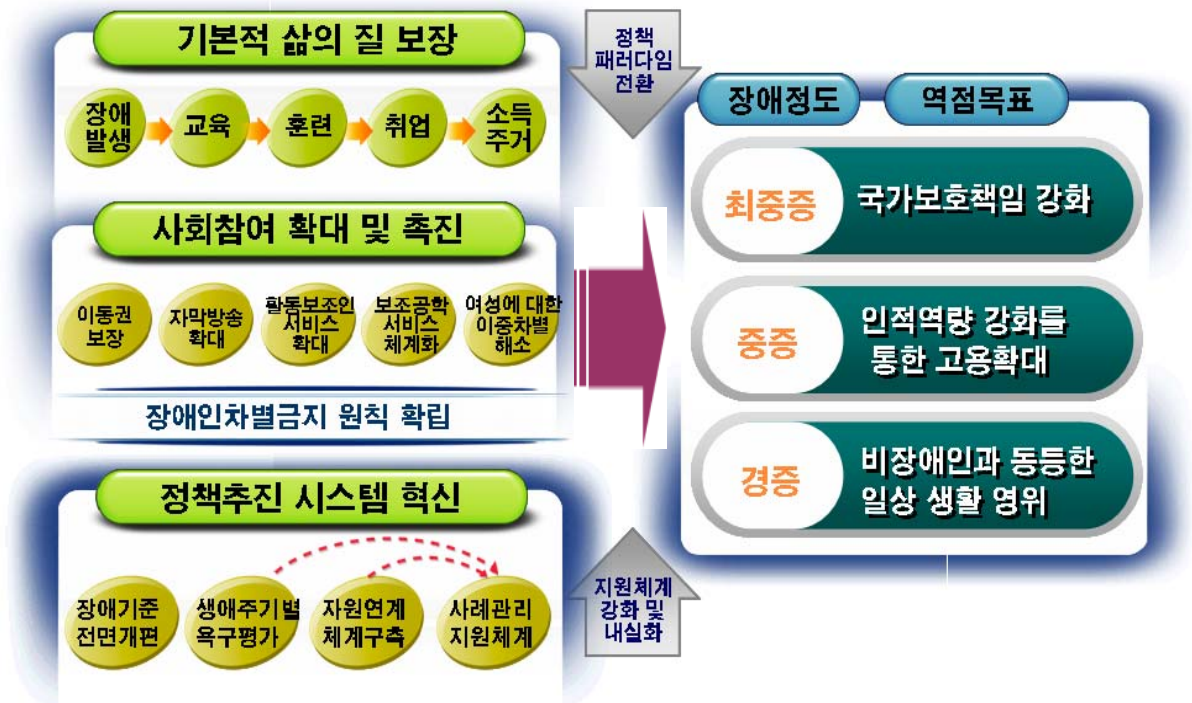 기본적 삶의 질 보장
장애
발생
교육
훈련
취업
소득
주거
사회참여 확대 및 촉진
이동권
보장
자막방송
확대
활동보조인
서비스
확대
보조공학
서비스
체계화
여성에 대한
이중차별
해소
장애인차별금지 원칙 확립
정책추진 시스템 혁신
장애기준
전면개편
생애주기별
욕구평가
자원연계
체계구축
사례관리
지원체계
정책
패러다임
전환
지원체계
강화 및
내실화
장애정도
역점목표
최중증
국가보호책임 강화
중증
인적역량 강화를
통한 고용확대
경증
비장애인과 동등한
일상 생활 영위